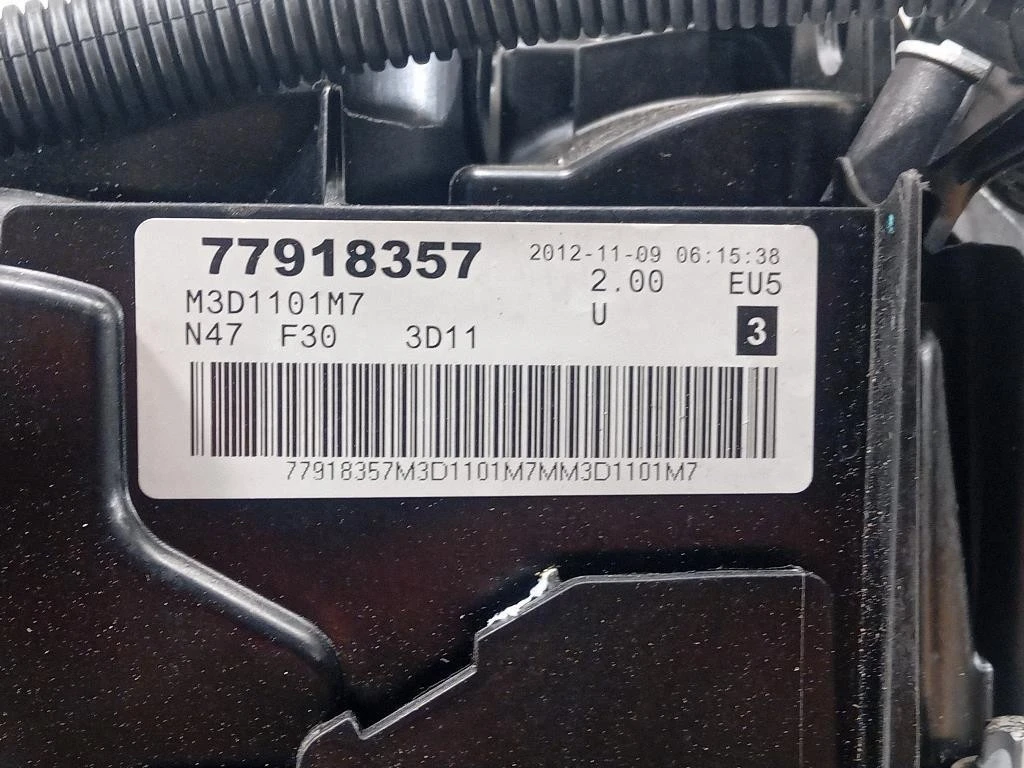 77918357 2012-11-09 06:15:38
M3D1101M7 2.00 EU5
N47 F30 3D11 U 3
77918357M3D1101M7MM3D1101M7